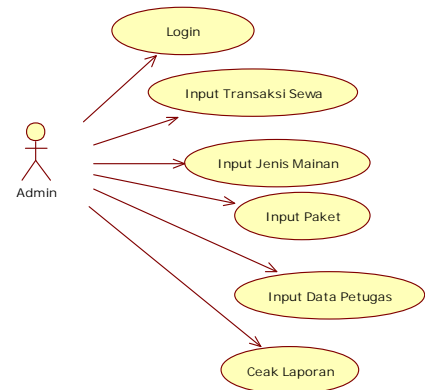 Login
Input Transaksi Sewa
Input Jenis Mainan
Admin
Input Paket
Input Data Petugas
Ceak Laporan